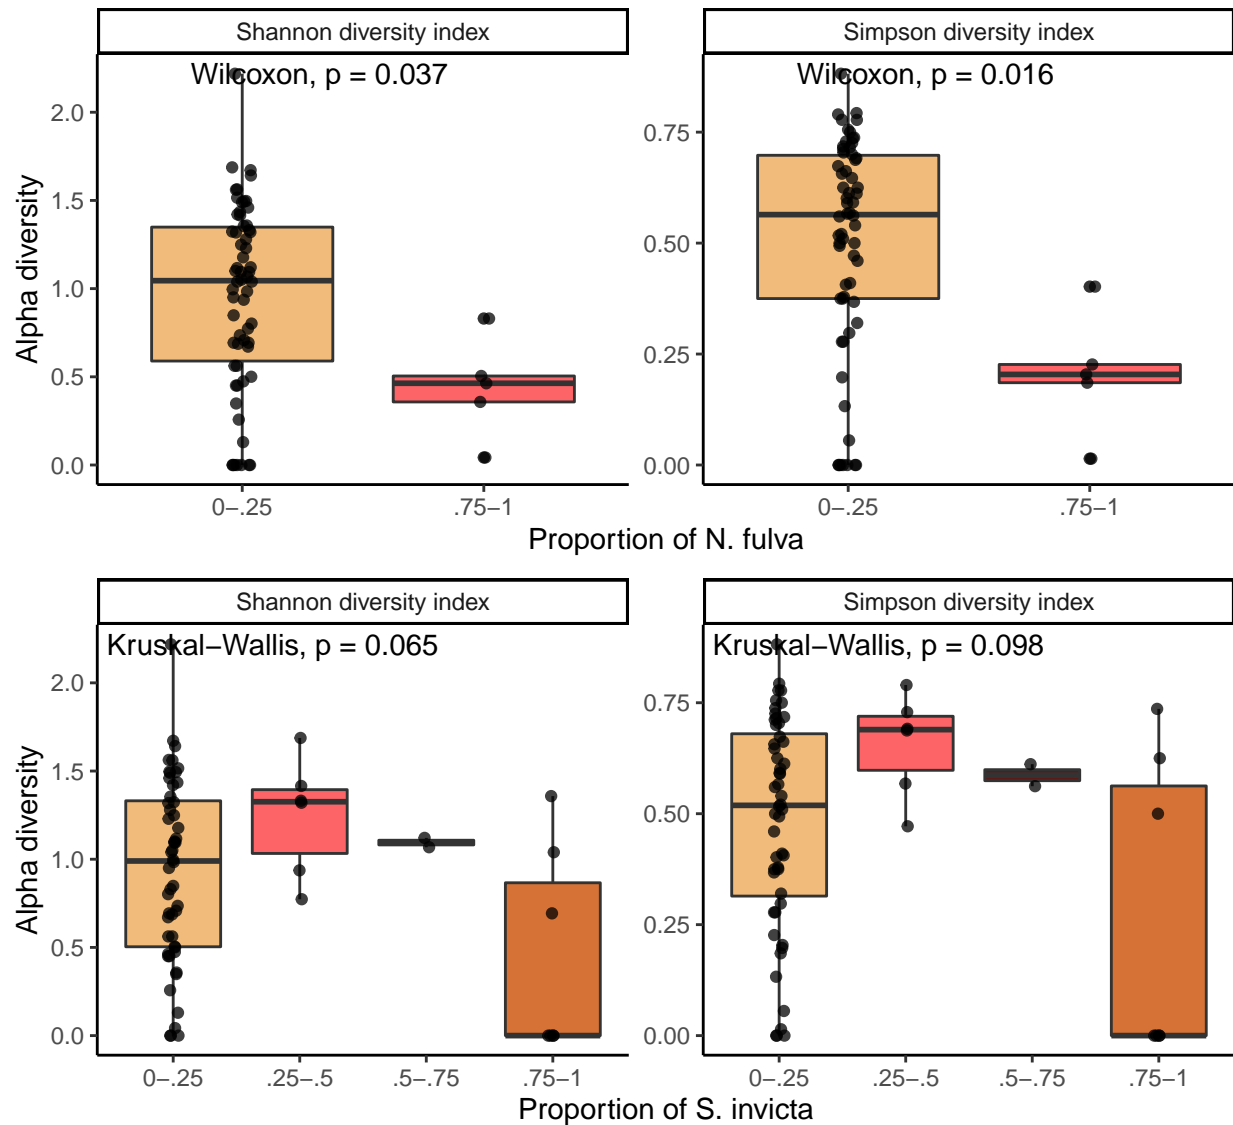 Shannon diversity index
Simpson diversity index
Wilcoxon, p = 0.037
Wilcoxon, p = 0.016
Alpha diversity
2.0
1.5
1.0
0.5
0.0
0.75
0.50
0.25
0.00
0−.25
.75−1
0−.25
.75−1
Proportion of N. fulva
Shannon diversity index
Simpson diversity index
Kruskal−Wallis, p = 0.065
Kruskal−Wallis, p = 0.098
Alpha diversity
2.0
1.5
1.0
0.5
0.0
0.75
0.50
0.25
0.00
0−.25
.25−.5
.5−.75
.75−1
0−.25
.25−.5
.5−.75
.75−1
Proportion of S. invicta